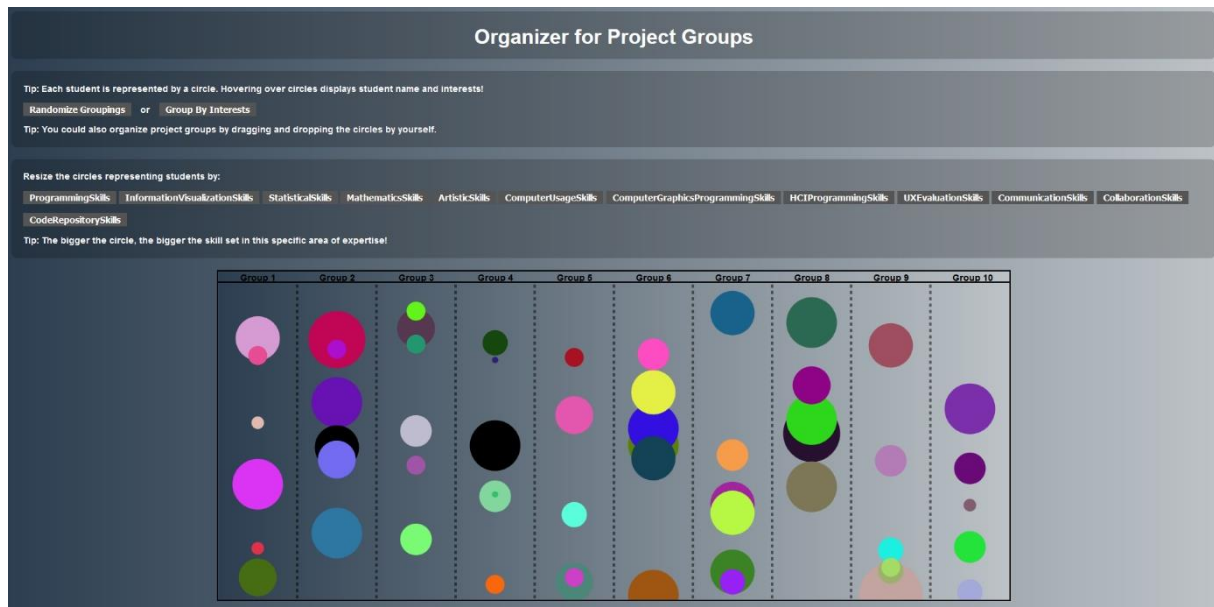 Organizer for Project Groups
Tip: Each student is represented by a circle. Hovering over circles displays student name and interests!
Randomize Groupings or Group By Interests
Tip: You could also organize project groups by dragging and dropping the circles by yourself.
Resize the circles representing students by:
ProgrammingSkills InformationVisualizationSkills StatisticalSkills MathematicsSkills ArtisticSkills ComputerUsageSkills ComputerGraphicsProgrammingSkills HCIProgrammingSkills UXEvaluationSkills CommunicationSkills CollaborationSkills
CodeRepositorySkills
Tip: The bigger the circle, the bigger the skill set in this specific area of expertise!
Group 1 Group 2 Group 3 Group 4 Group 5 Group 6 Group 7 Group 8 Group 9 Group 10